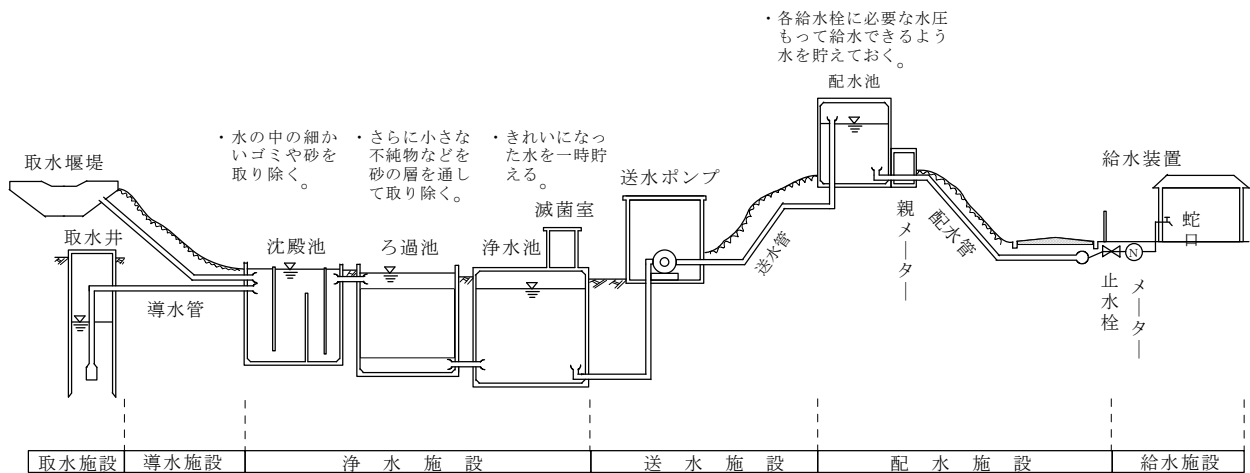 ・各給水栓に必要な水圧
もって給水できるよう
水を貯えておく。
配水池
・水の中の細か
いゴミや砂を
取り除く。
・さらに小さな
不純物などを
砂の層を通し
て取り除く。
・きれいになっ
た水を一時貯
える。
取水堰堤
取水井
導水管
沈殿池
ろ過池
浄水池
滅菌室
送水ポンプ
送水管
親メーター
配水管
給水装置
蛇口
止水栓
N
メーター
取水施設
導水施設
浄水施設
送水施設
配水施設
給水施設